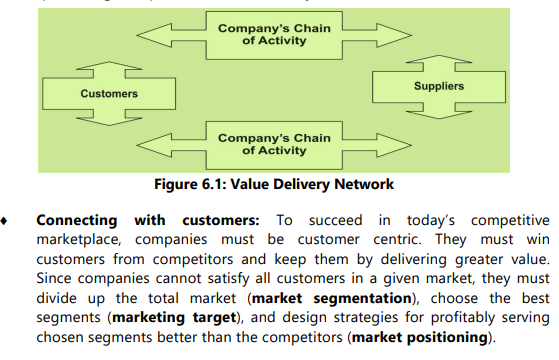 Company's Chain
of Activity
Customers
Suppliers
Company's Chain
of Activity
Figure 6.1: Value Delivery Network
♦ Connecting with customers: To succeed in today's competitive
marketplace, companies must be customer centric. They must win
customers from competitors and keep them by delivering greater value.
Since companies cannot satisfy all customers in a given market, they must
divide up the total market (market segmentation), choose the best
segments (marketing target), and design strategies for profitably serving
chosen segments better than the competitors (market positioning).